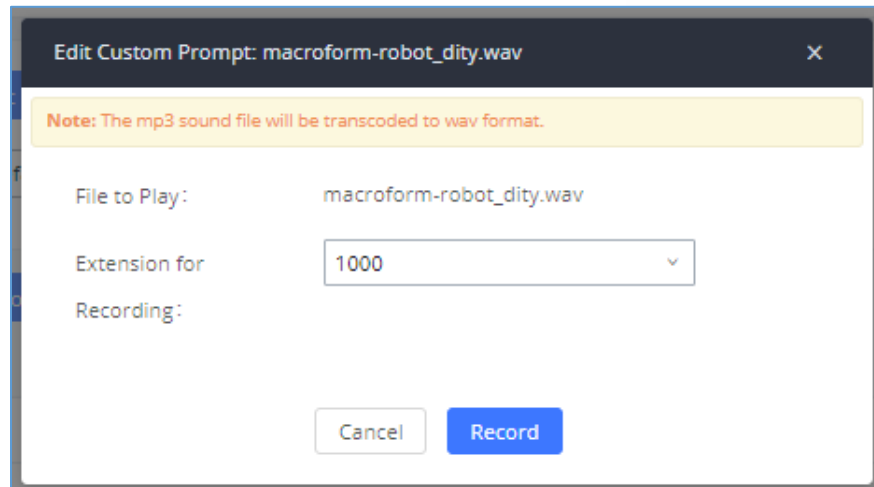 Edit Custom Prompt: macroform-robot_dity.wav
Note: The mp3 sound file will be transcoded to wav format.
File to Play: macroform-robot_dity.wav
Extension for Recording: 1000
Cancel Record